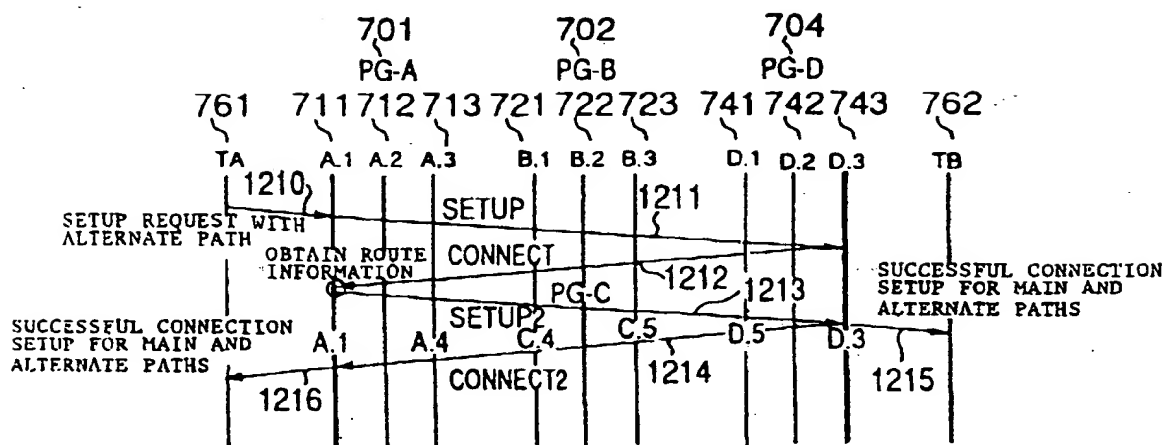 701 702 704
PG-A PG-B PG-D
761 711 712 713 721 722 723 741 742 743 762
TA A.1 A.2 A.3 B.1 B.2 B.3 D.1 D.2 D.3 TB
1210 SETUP 1211
SETUP REQUEST WITH
ALTERNATE PATH
OBTAIN ROUTE
INFORMATION
CONNECT 1212
PG-C 1213
SETUP2
SUCCESSFUL CONNECTION
SETUP FOR MAIN AND
ALTERNATE PATHS
SUCCESSFUL CONNECTION
SETUP FOR MAIN AND
ALTERNATE PATHS
A.1 A.4 C.4 C.5 D.5 D.3
1216 CONNECT2 1214 1215